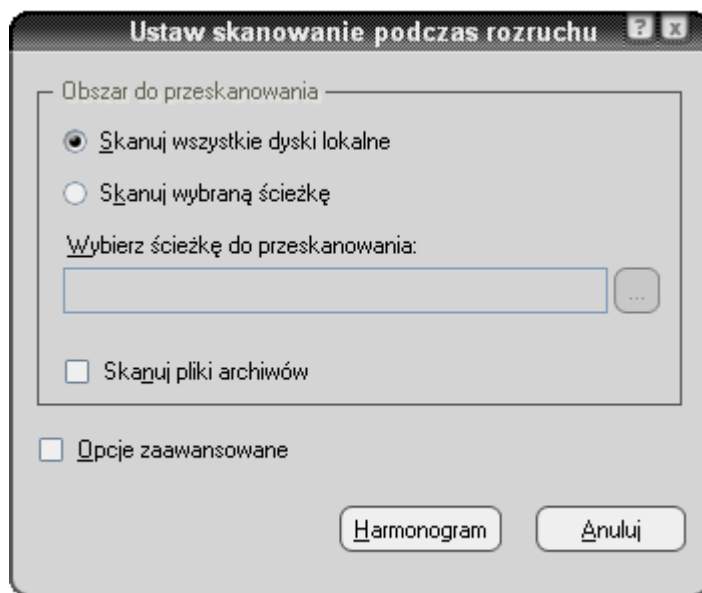 Ustaw skanowanie podczas rozruchu
Obszar do przeskanowania
Skanuj wszystkie dyski lokalne
Skanuj wybraną ścieżkę
Wybierz ścieżkę do przeskanowania:
...
Skanuj pliki archiwów
Opcje zaawansowane
Harmonogram Anuluj